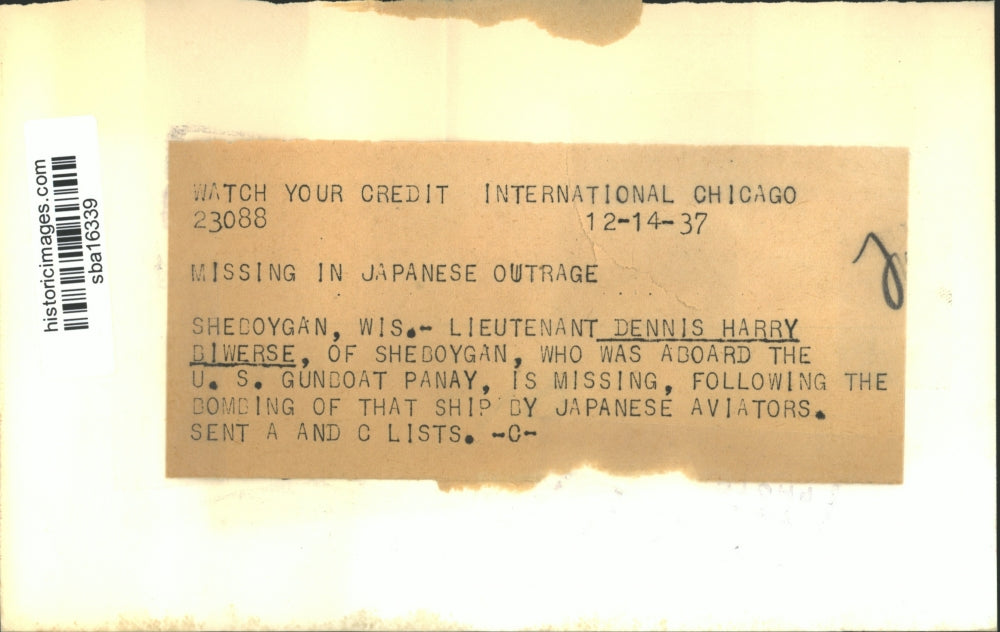 historicimages.com
sba16339
WATCH YOUR CREDIT INTERNATIONAL CHICAGO
23088 12-14-37
MISSING IN JAPANESE OUTRAGE
SHEBOYGAN, WIS.- LIEUTENANT DENNIS HARRY
BIWERSE, OF SHEBOYGAN, WHO WAS ABOARD THE
U. S. GUNBOAT PANAY, IS MISSING, FOLLOWING THE
BOMBING OF THAT SHIP BY JAPANESE AVIATORS.
SENT A AND C LISTS. -C-